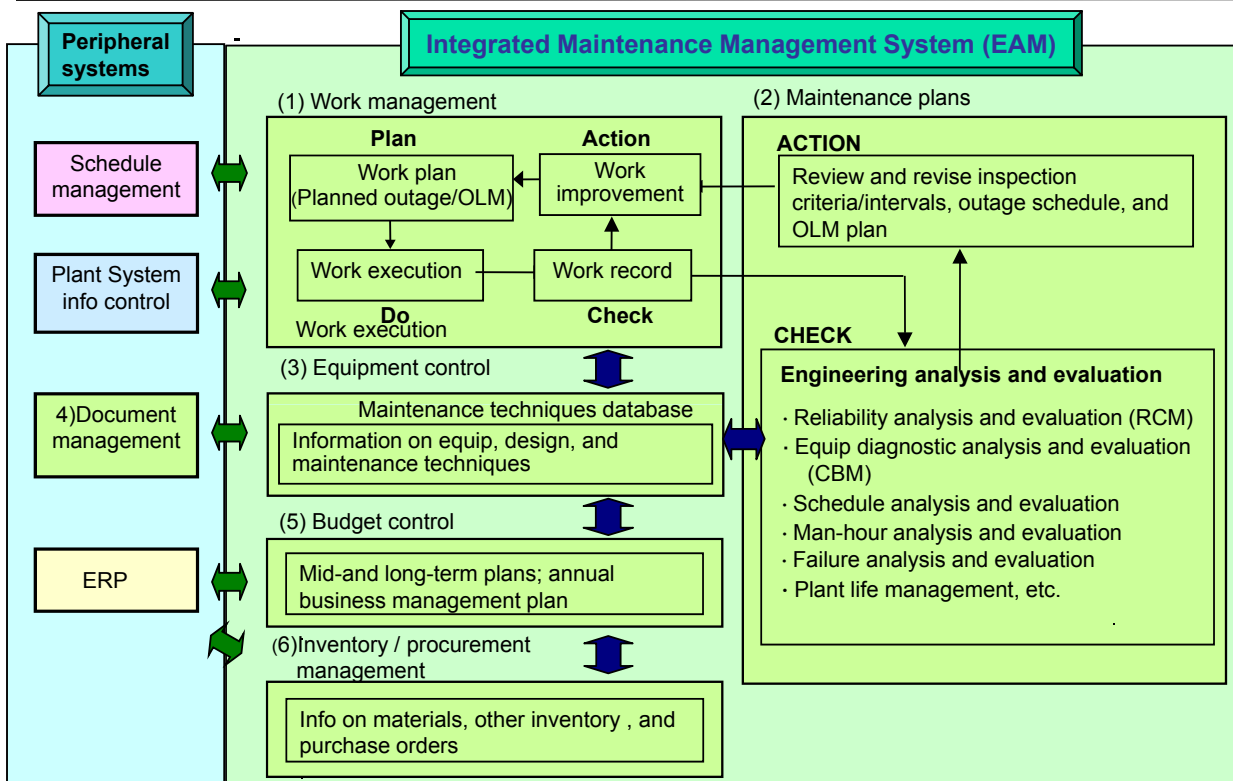 Peripheral
systems
Integrated Maintenance Management System (EAM)
Schedule
management
Plant System
info control
4)Document
management
ERP
(1) Work management
Plan
Action
Work plan
(Planned outage/OLM)
Work
improvement
Work execution
Work record
Do
Check
Work execution
(2) Maintenance plans
ACTION
Review and revise inspection
criteria/intervals, outage schedule, and
OLM plan
CHECK
Engineering analysis and evaluation
· Reliability analysis and evaluation (RCM)
· Equip diagnostic analysis and evaluation
(CBM)
· Schedule analysis and evaluation
· Man-hour analysis and evaluation
· Failure analysis and evaluation
· Plant life management, etc.
(3) Equipment control
Maintenance techniques database
Information on equip, design, and
maintenance techniques
(5) Budget control
Mid-and long-term plans; annual
business management plan
(6)Inventory / procurement
management
Info on materials, other inventory , and
purchase orders